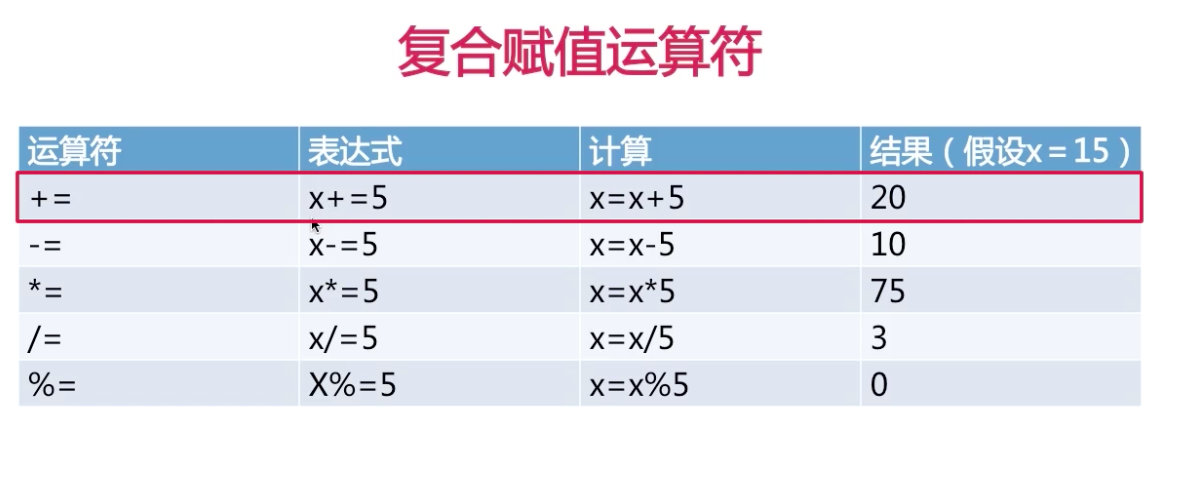 复合赋值运算符
运算符 表达式 计算 结果（假设x＝15）
+= x+=5 x=x+5 20
-= x-=5 x=x-5 10
*= x*=5 x=x*5 75
/= x/=5 x=x/5 3
%= X%=5 x=x%5 0